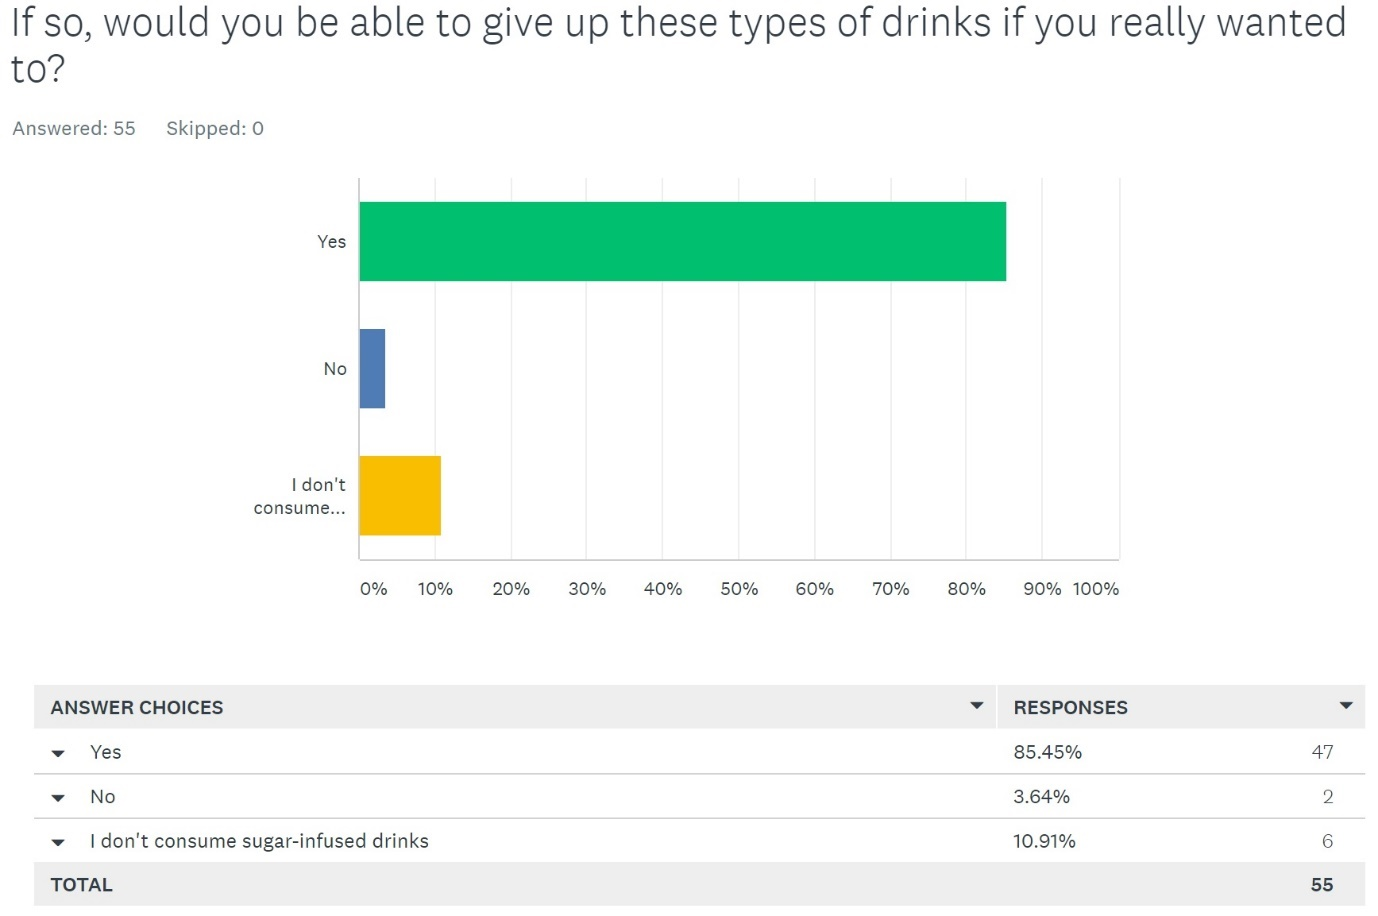 If so, would you be able to give up these types of drinks if you really wanted
to?
Answered: 55 Skipped: 0
Yes
No
I don't
consume...
0% 10% 20% 30% 40% 50% 60% 70% 80% 90% 100%
ANSWER CHOICES RESPONSES
Yes 85.45% 47
No 3.64% 2
I don't consume sugar-infused drinks 10.91% 6
TOTAL 55